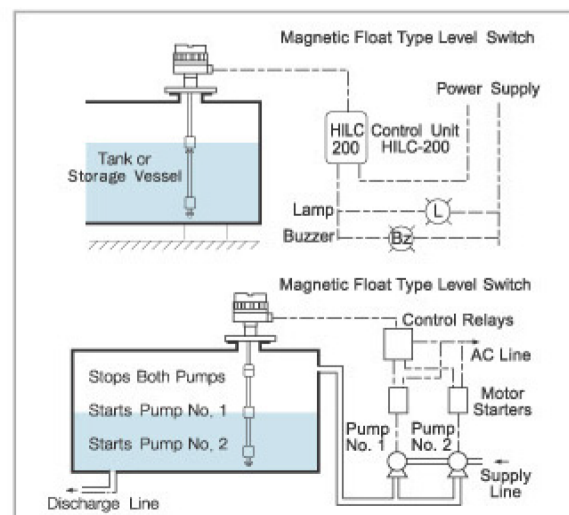 Magnetic Float Type Level Switch
Power Supply
HILC
200
Control Unit
HILC-200
Tank or
Storage Vessel
Lamp
L
Buzzer
Bz
Magnetic Float Type Level Switch
Control Relays
AC Line
Stops Both Pumps
Starts Pump No. 1
Starts Pump No. 2
Motor
Starters
Pump
No. 1
Pump
No. 2
Supply
Line
Discharge Line